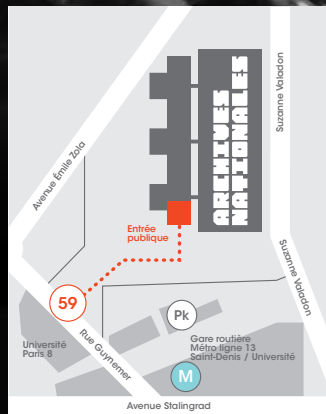 Suzanne Valadon
ARCHIVES
NATIONALES
Avenue Émile Zola
Entrée
publique
Suzanne Valadon
59
Pk
Rue Guynemer
Université
Paris 8
Gare routière
Métro ligne 13
Saint-Denis / Université
M
Avenue Stalingrad